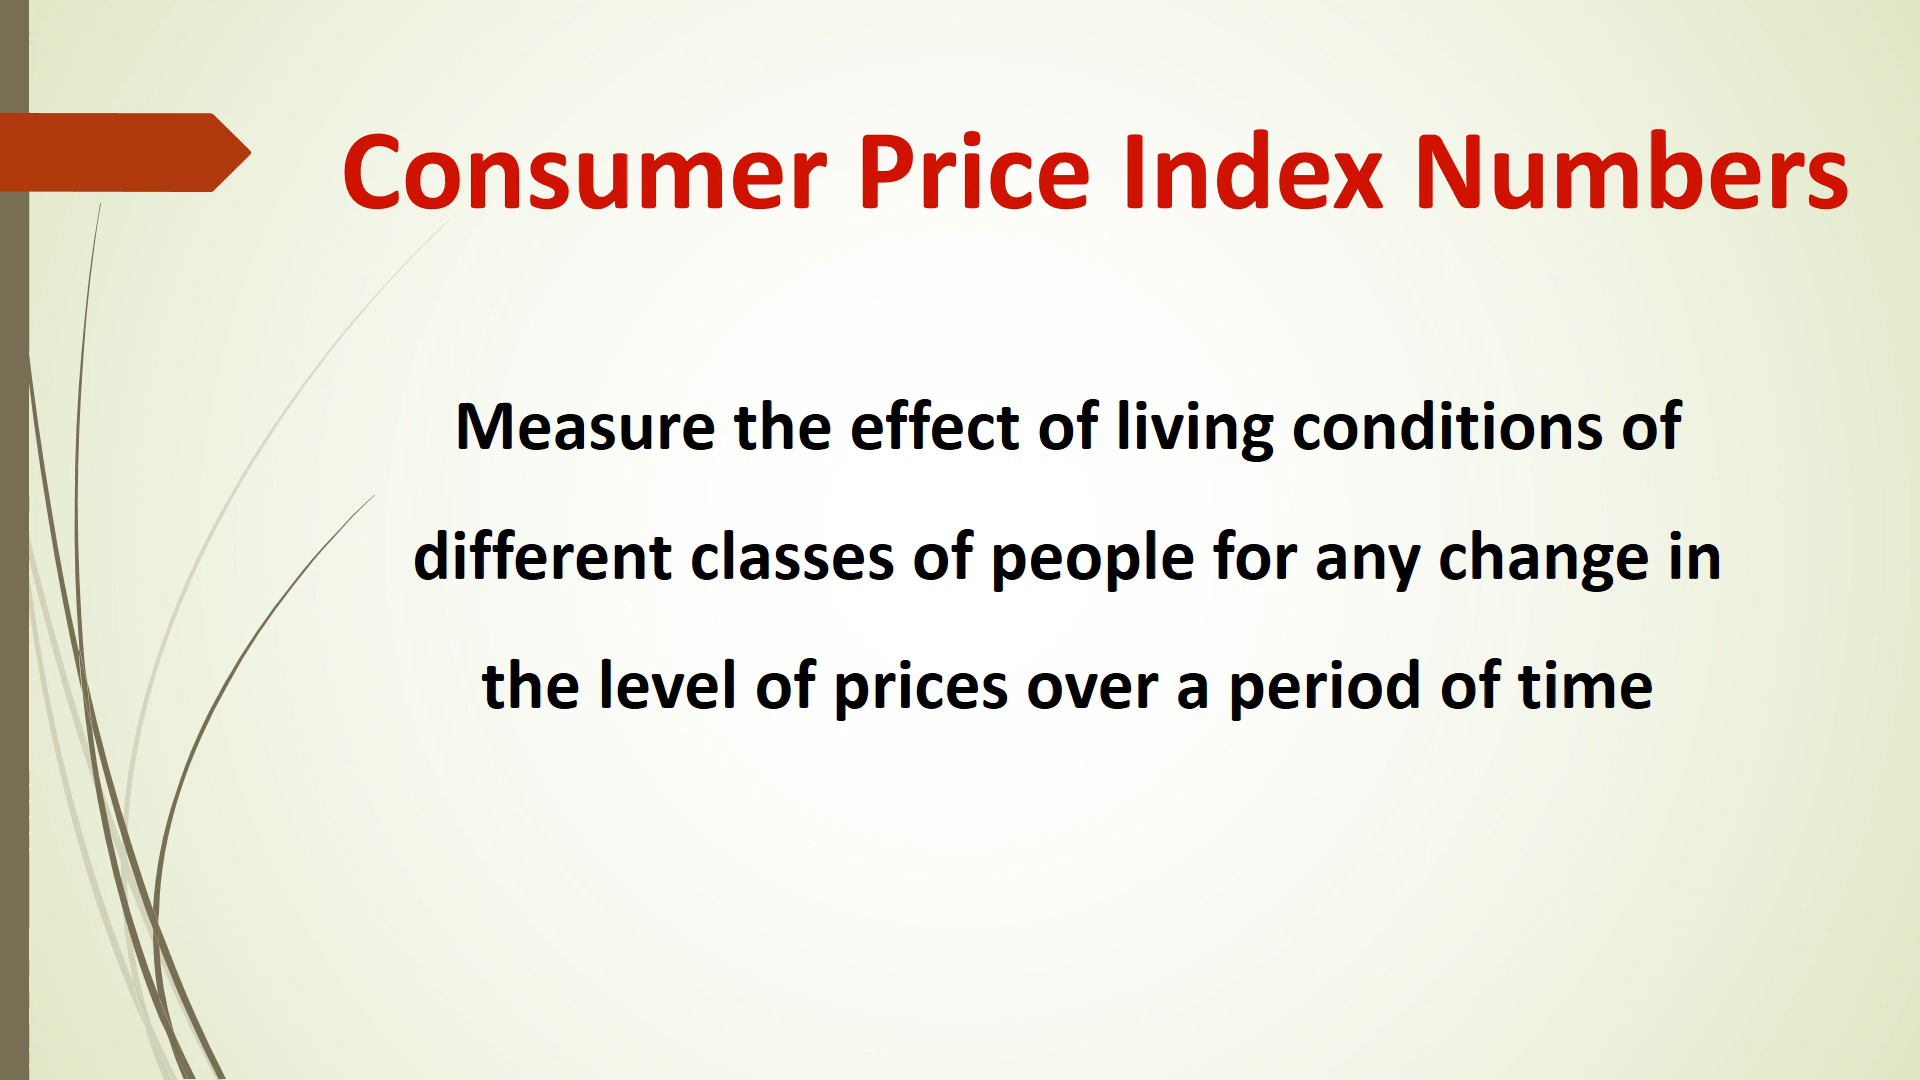 Consumer Price Index Numbers
Measure the effect of living conditions of
different classes of people for any change in
the level of prices over a period of time